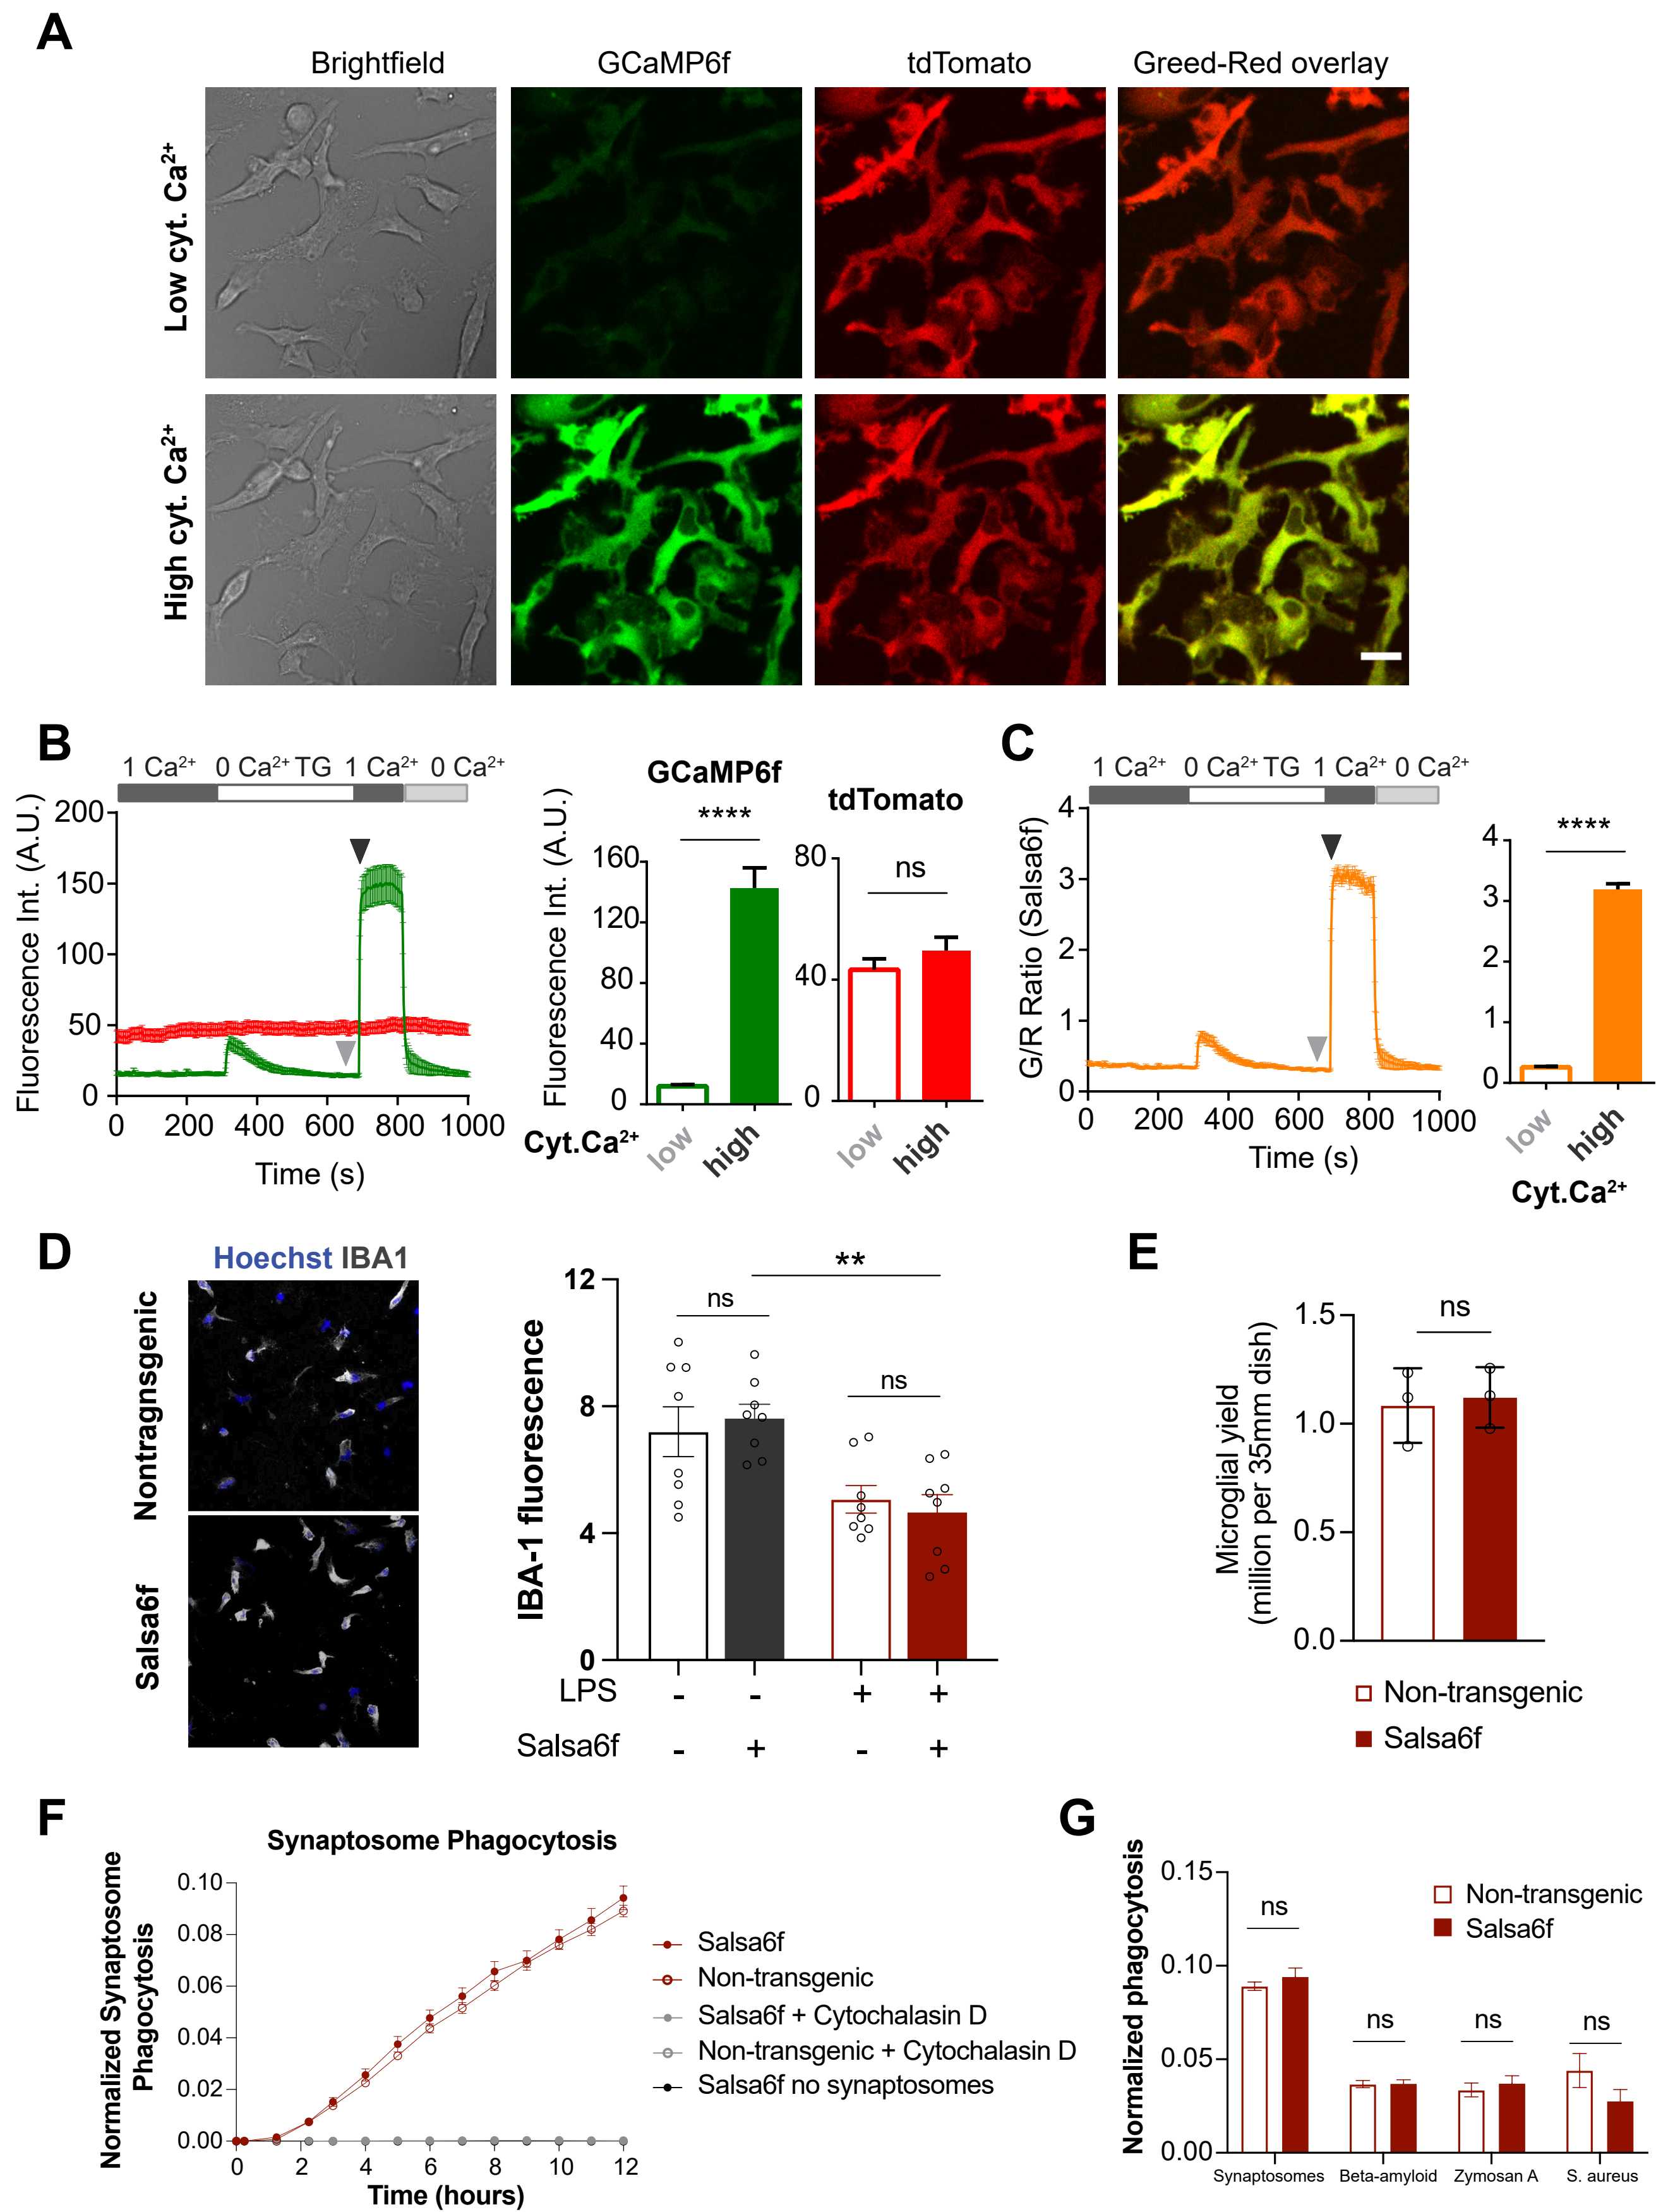 A
Brightfield
GCaMP6f
tdTomato
Greed-Red overlay
Low cyt. Ca²⁺
High cyt. Ca²⁺
B
1 Ca²⁺ 0 Ca²⁺ TG 1 Ca²⁺ 0 Ca²⁺
Fluorescence Int. (A.U.)
200
150
100
50
0
0 200 400 600 800 1000
Time (s)
GCaMP6f
****
Fluorescence Int. (A.U.)
160
120
80
40
0
tdTomato
ns
80
40
0
Cyt.Ca²⁺
low
high
low
high
C
1 Ca²⁺ 0 Ca²⁺ TG 1 Ca²⁺ 0 Ca²⁺
G/R Ratio (Salsa6f)
4
3
2
1
0
0 200 400 600 800 1000
Time (s)
****
4
3
2
1
0
low
high
Cyt.Ca²⁺
D
Hoechst IBA1
Nontragnsgenic
Salsa6f
IBA-1 fluorescence
12
8
4
0
**
ns
ns
LPS - - + +
Salsa6f - + - +
E
Microglial yield
(million per 35mm dish)
1.5
1.0
0.5
0.0
ns
Non-transgenic
Salsa6f
F
Synaptosome Phagocytosis
Normalized Synaptosome
Phagocytosis
0.10
0.08
0.06
0.04
0.02
0.00
0 2 4 6 8 10 12
Time (hours)
Salsa6f
Non-transgenic
Salsa6f + Cytochalasin D
Non-transgenic + Cytochalasin D
Salsa6f no synaptosomes
G
Normalized phagocytosis
0.15
0.10
0.05
0.00
Non-transgenic
Salsa6f
ns
ns
ns
ns
Synaptosomes Beta-amyloid Zymosan A S. aureus